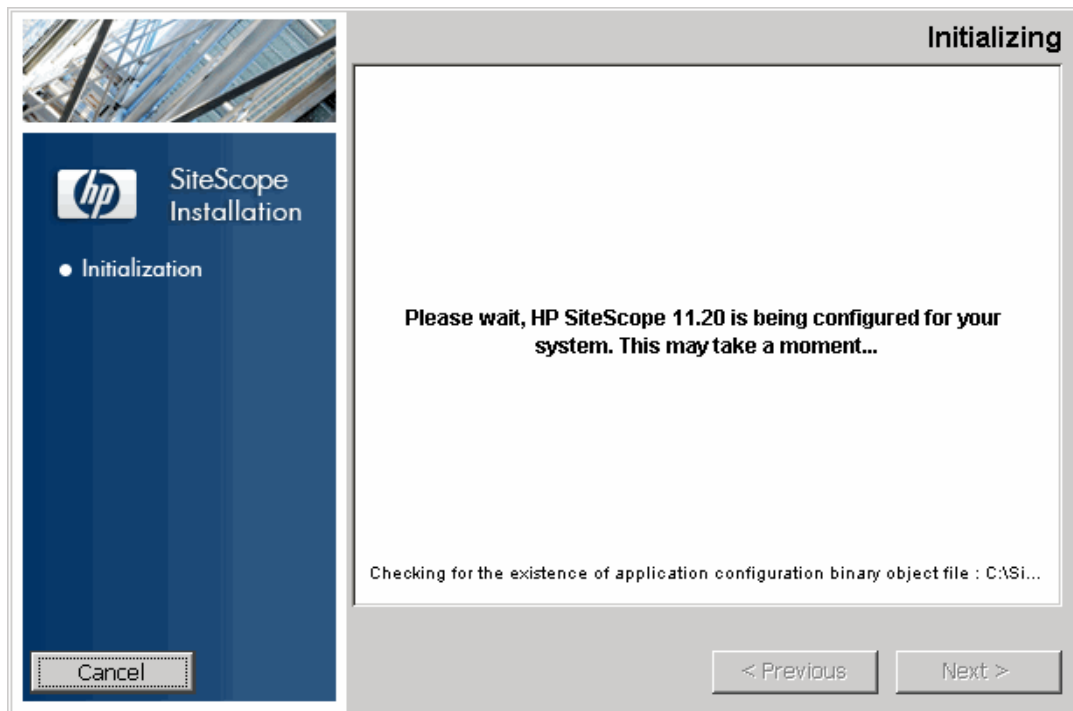 Initializing
hp
SiteScope
Installation
Initialization
Please wait, HP SiteScope 11.20 is being configured for your
system. This may take a moment...
Checking for the existence of application configuration binary object file : C:\Si...
Cancel
< Previous
Next >